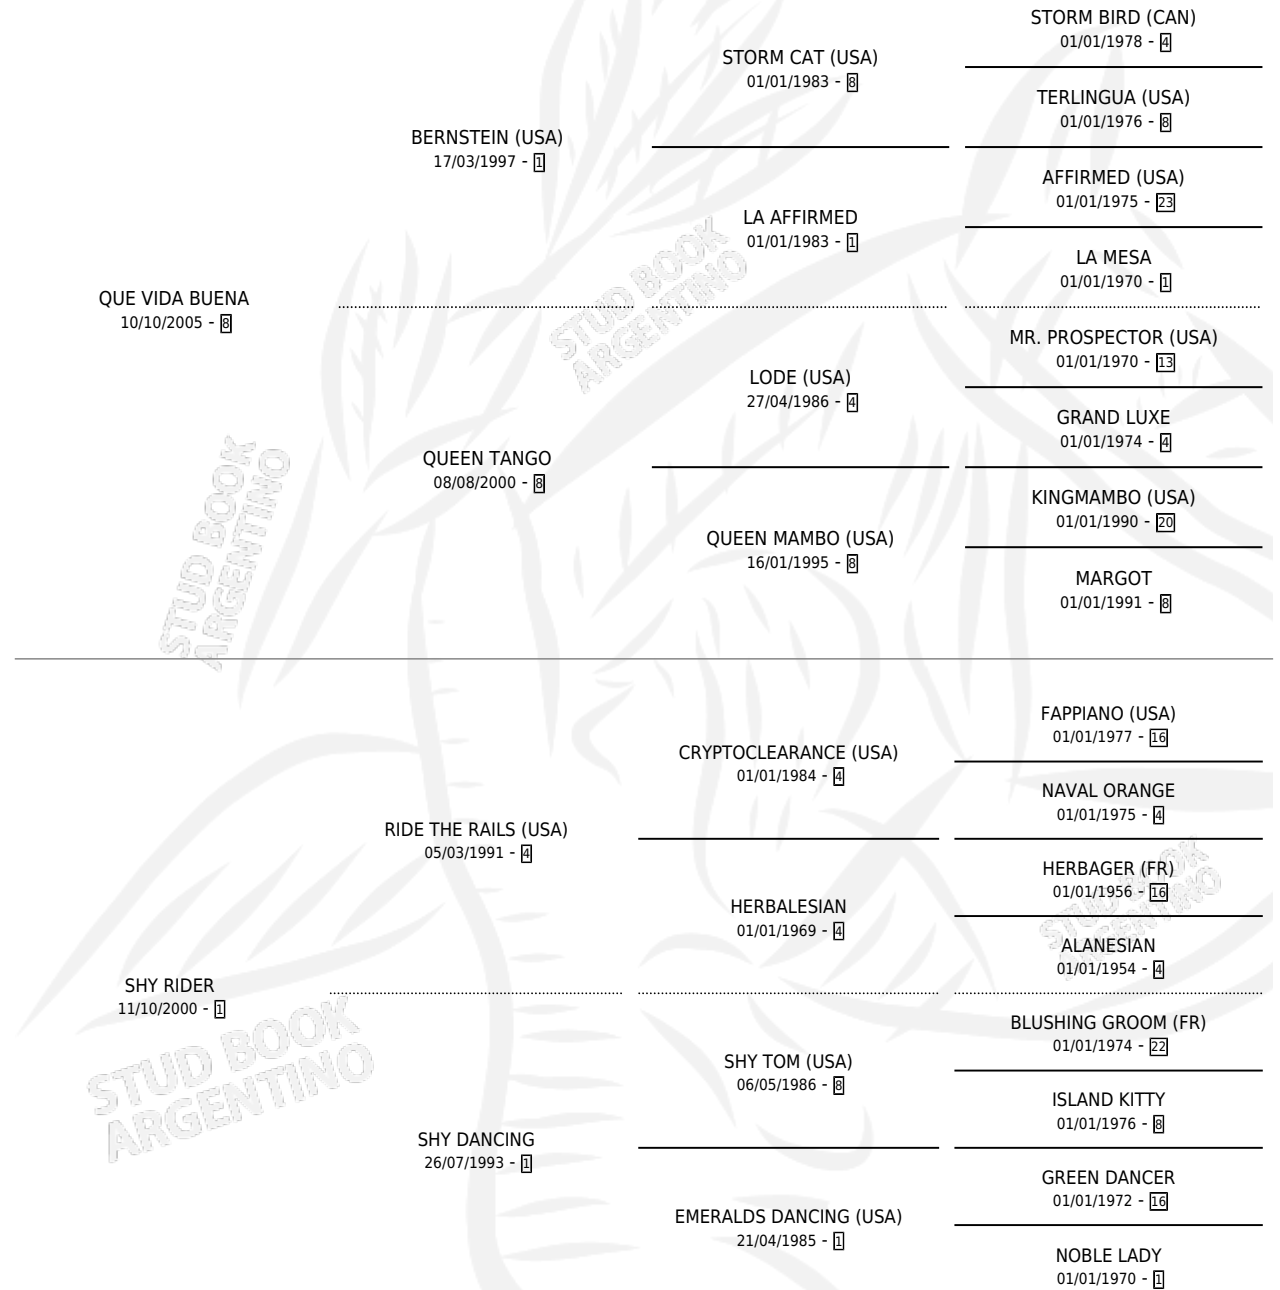 STORM BIRD (CAN)
01/01/1978 - 4
STORM CAT (USA)
01/01/1983 - 8
TERLINGUA (USA)
01/01/1976 - 8
BERNSTEIN (USA)
17/03/1997 - 1
AFFIRMED (USA)
01/01/1975 - 23
LA AFFIRMED
01/01/1983 - 1
LA MESA
01/01/1970 - 1
QUE VIDA BUENA
10/10/2005 - 8
STUD BOOK
ARGENTINO
MR. PROSPECTOR (USA)
01/01/1970 - 13
LODE (USA)
27/04/1986 - 4
GRAND LUXE
01/01/1974 - 4
QUEEN TANGO
08/08/2000 - 8
KINGMAMBO (USA)
01/01/1990 - 20
QUEEN MAMBO (USA)
16/01/1995 - 8
MARGOT
01/01/1991 - 8
STUD BOOK
ARGENTINO
FAPPIANO (USA)
01/01/1977 - 16
CRYPTOCLEARANCE (USA)
01/01/1984 - 4
NAVAL ORANGE
01/01/1975 - 4
RIDE THE RAILS (USA)
05/03/1991 - 4
HERBAGER (FR)
01/01/1956 - 16
HERBALESIAN
01/01/1969 - 4
STUD BOOK
ARGENTINO
ALANESIAN
01/01/1954 - 4
SHY RIDER
11/10/2000 - 1
STUD BOOK
ARGENTINO
BLUSHING GROOM (FR)
01/01/1974 - 22
SHY TOM (USA)
06/05/1986 - 8
ISLAND KITTY
01/01/1976 - 8
SHY DANCING
26/07/1993 - 1
GREEN DANCER
01/01/1972 - 16
EMERALDS DANCING (USA)
21/04/1985 - 1
NOBLE LADY
01/01/1970 - 1